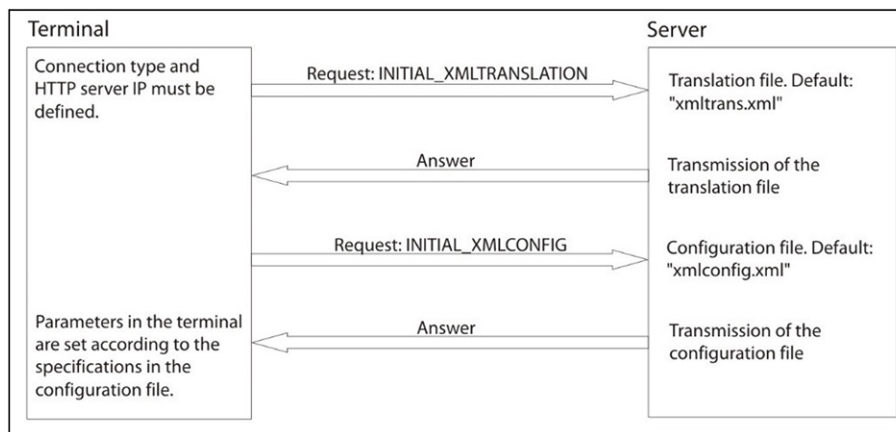 Terminal
Server
Connection type and
HTTP server IP must be
defined.
Request: INITIAL_XMLTRANSLATION
Translation file. Default:
"xmltrans.xml"
Answer
Transmission of the
translation file
Request: INITIAL_XMLCONFIG
Configuration file. Default:
"xmlconfig.xml"
Parameters in the terminal
are set according to the
specifications in the
configuration file.
Answer
Transmission of the
configuration file